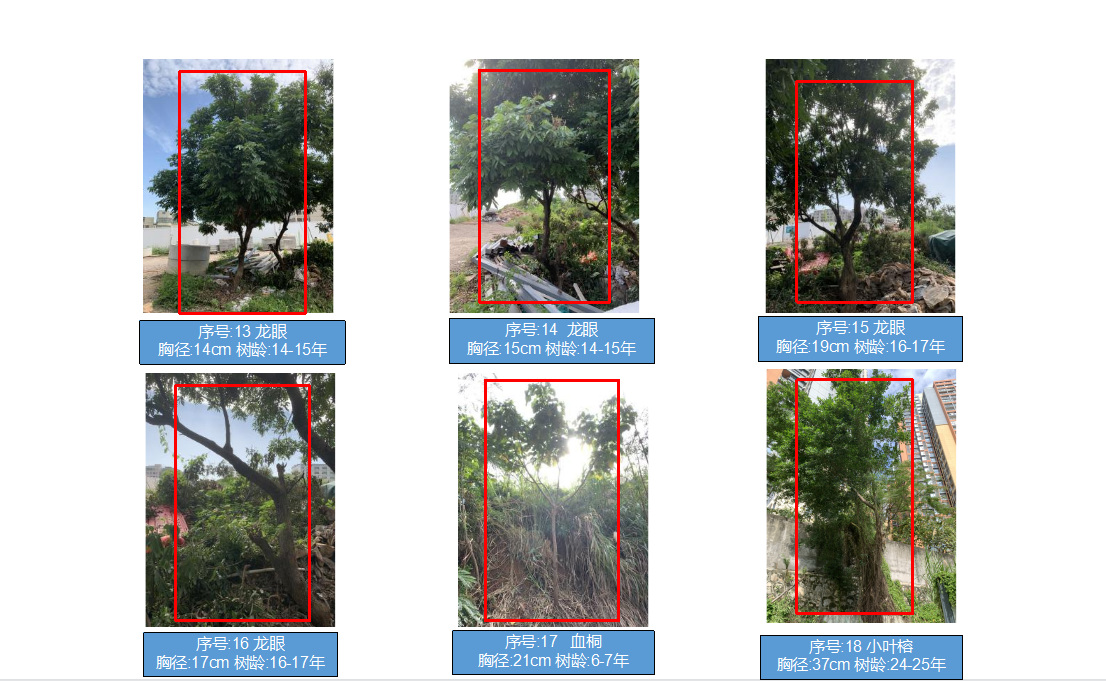 序号:13 龙眼
胸径:14cm 树龄:14-15年
序号:14 龙眼
胸径:15cm 树龄:14-15年
序号:15 龙眼
胸径:19cm 树龄:16-17年
序号:16 龙眼
胸径:17cm 树龄:16-17年
序号:17 血桐
胸径:21cm 树龄:6-7年
序号:18 小叶榕
胸径:37cm 树龄:24-25年